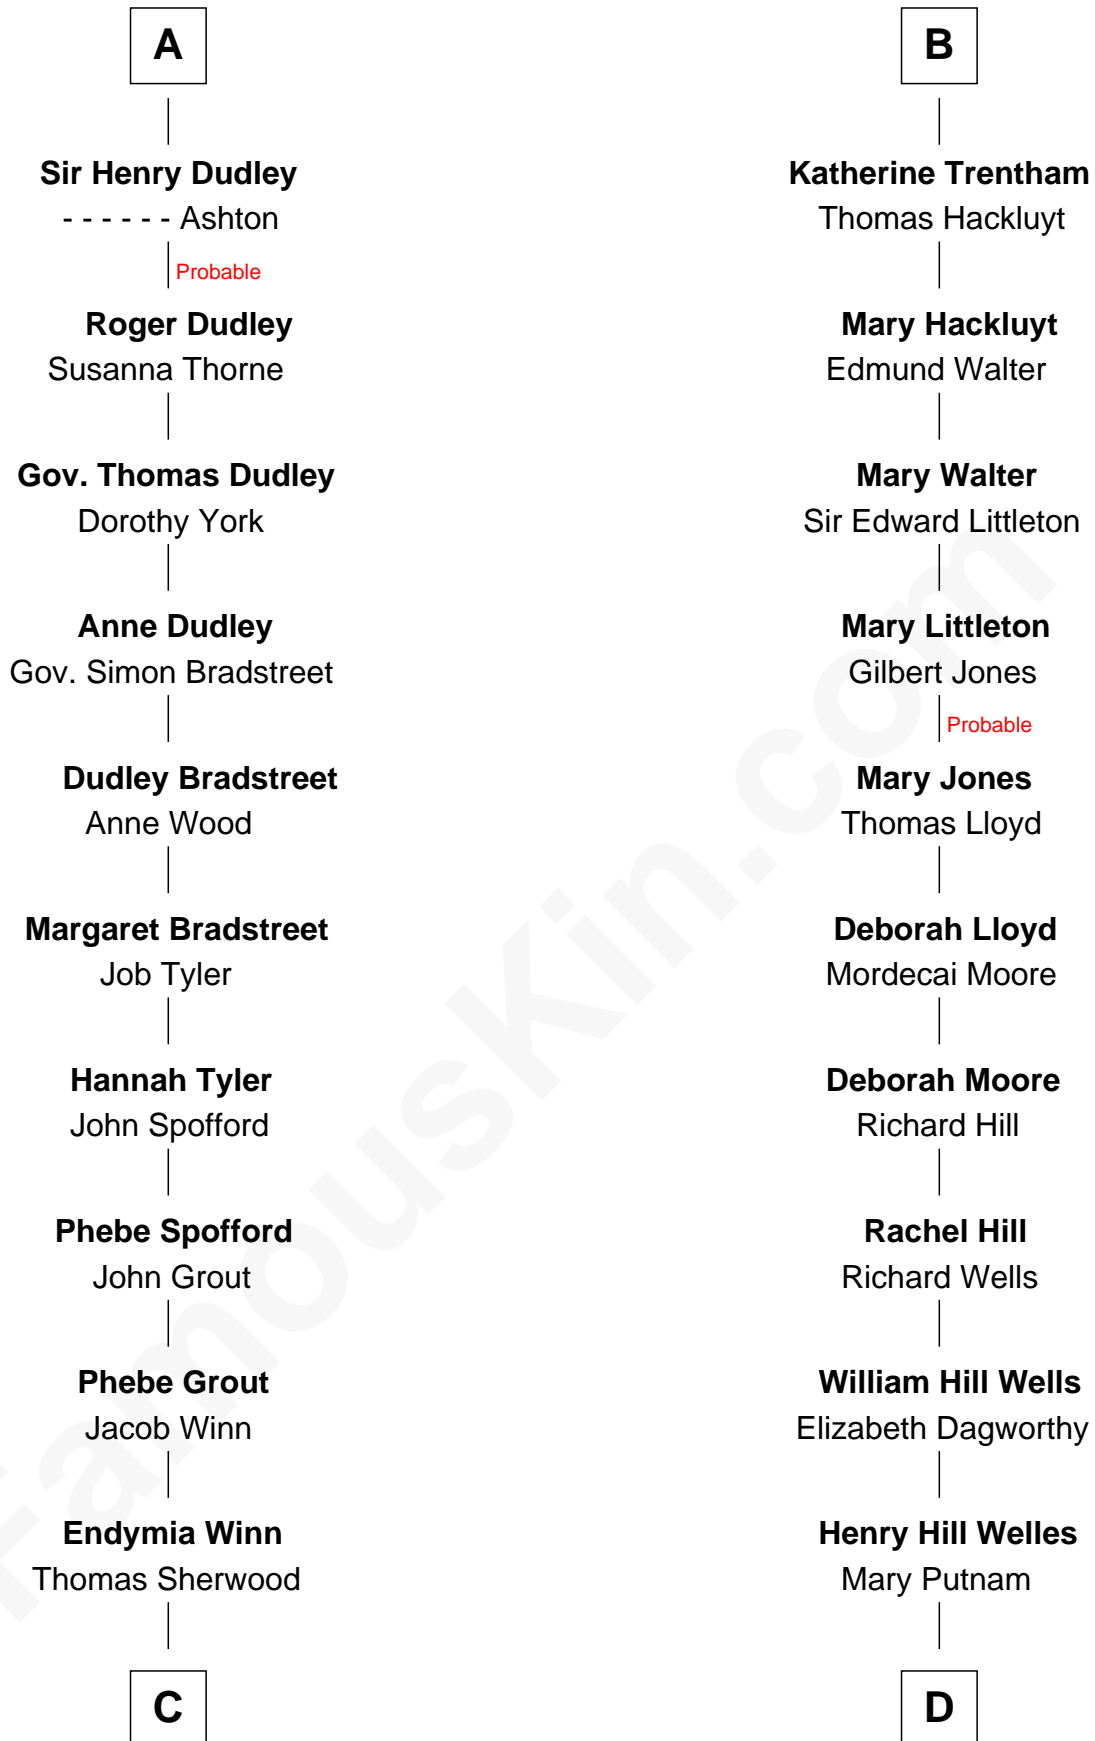 A
Sir Henry Dudley
- - - - - - Ashton
Probable
Roger Dudley
Susanna Thorne
Gov. Thomas Dudley
Dorothy York
Anne Dudley
Gov. Simon Bradstreet
Dudley Bradstreet
Anne Wood
Margaret Bradstreet
Job Tyler
Hannah Tyler
John Spofford
Phebe Spofford
John Grout
Phebe Grout
Jacob Winn
Endymia Winn
Thomas Sherwood
C
B
Katherine Trentham
Thomas Hackluyt
Mary Hackluyt
Edmund Walter
Mary Walter
Sir Edward Littleton
Mary Littleton
Gilbert Jones
Probable
Mary Jones
Thomas Lloyd
Deborah Lloyd
Mordecai Moore
Deborah Moore
Richard Hill
Rachel Hill
Richard Wells
William Hill Wells
Elizabeth Dagworthy
Henry Hill Welles
Mary Putnam
D
FamousKin.com